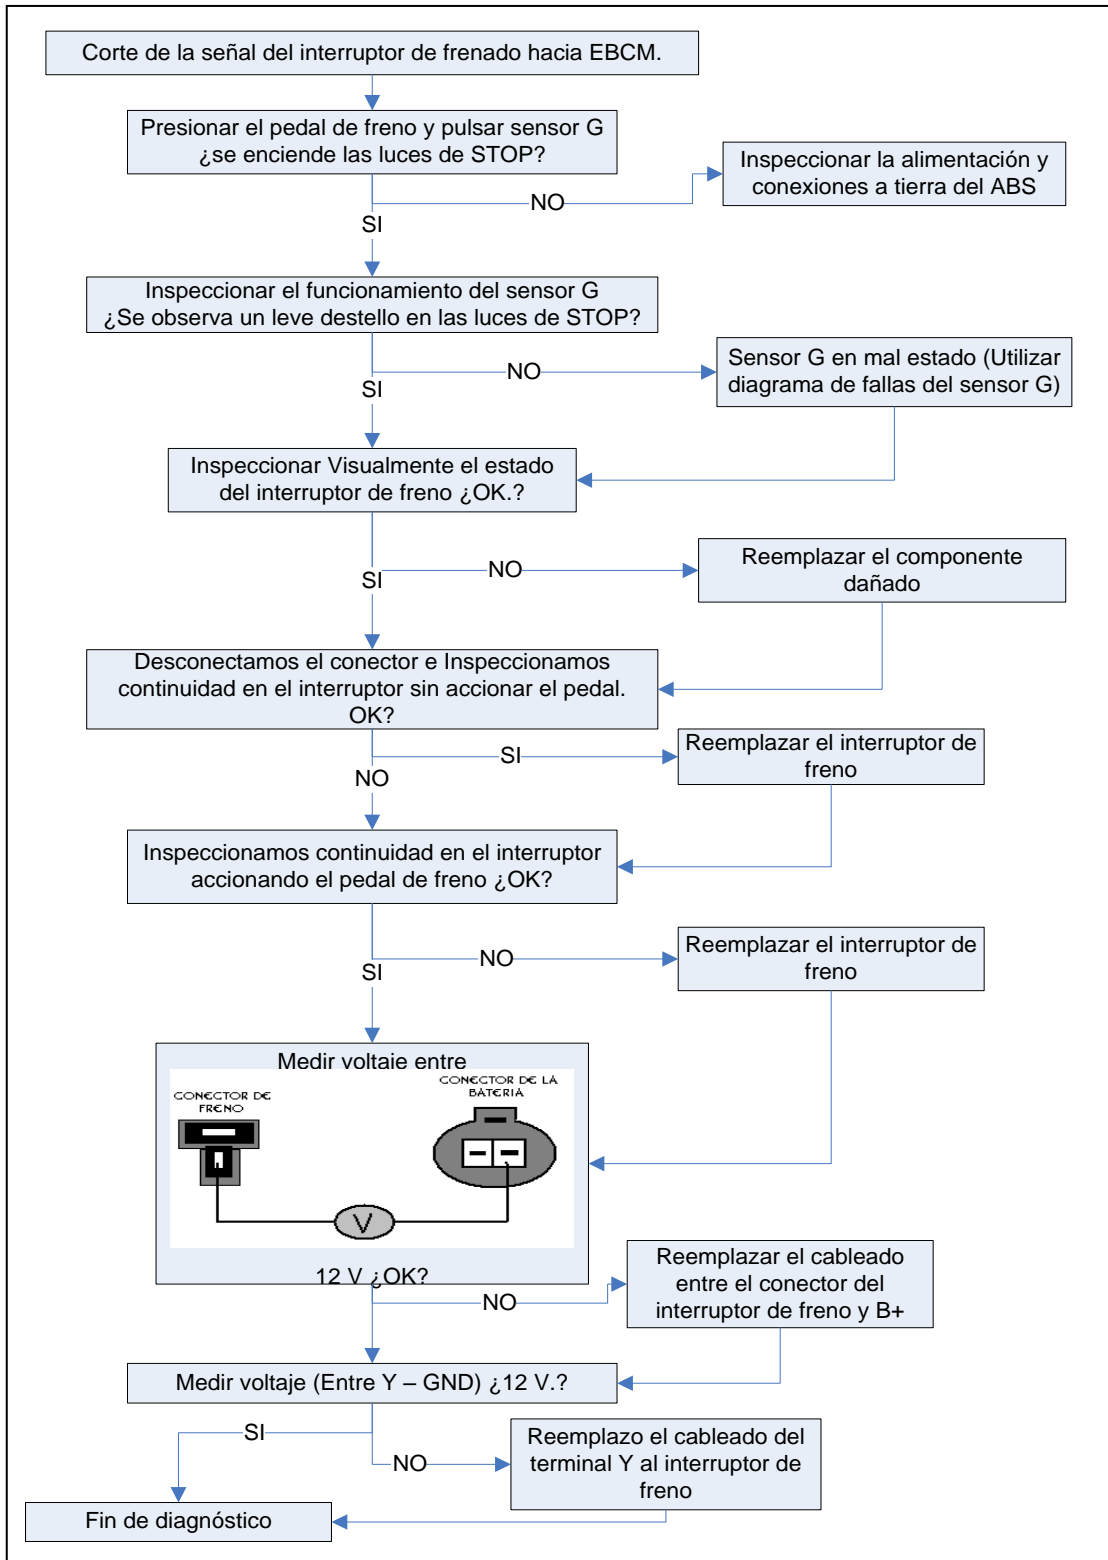 Corte de la señal del interruptor de frenado hacia EBCM.
Presionar el pedal de freno y pulsar sensor G
¿se enciende las luces de STOP?
Inspeccionar la alimentación y
conexiones a tierra del ABS
NO
SI
Inspeccionar el funcionamiento del sensor G
¿Se observa un leve destello en las luces de STOP?
Sensor G en mal estado (Utilizar
diagrama de fallas del sensor G)
NO
SI
Inspeccionar Visualmente el estado
del interruptor de freno ¿OK.?
Reemplazar el componente
dañado
NO
SI
Desconectamos el conector e Inspeccionamos
continuidad en el interruptor sin accionar el pedal.
OK?
Reemplazar el interruptor de
freno
SI
NO
Inspeccionamos continuidad en el interruptor
accionando el pedal de freno ¿OK?
Reemplazar el interruptor de
freno
NO
SI
Medir voltaje entre
CONECTOR DE
FRENO
CONECTOR DE LA
BATERIA
V
12 V ¿OK?
Reemplazar el cableado
entre el conector del
interruptor de freno y B+
NO
Medir voltaje (Entre Y – GND) ¿12 V.?
SI
Reemplazo el cableado del
terminal Y al interruptor de
freno
NO
Fin de diagnóstico